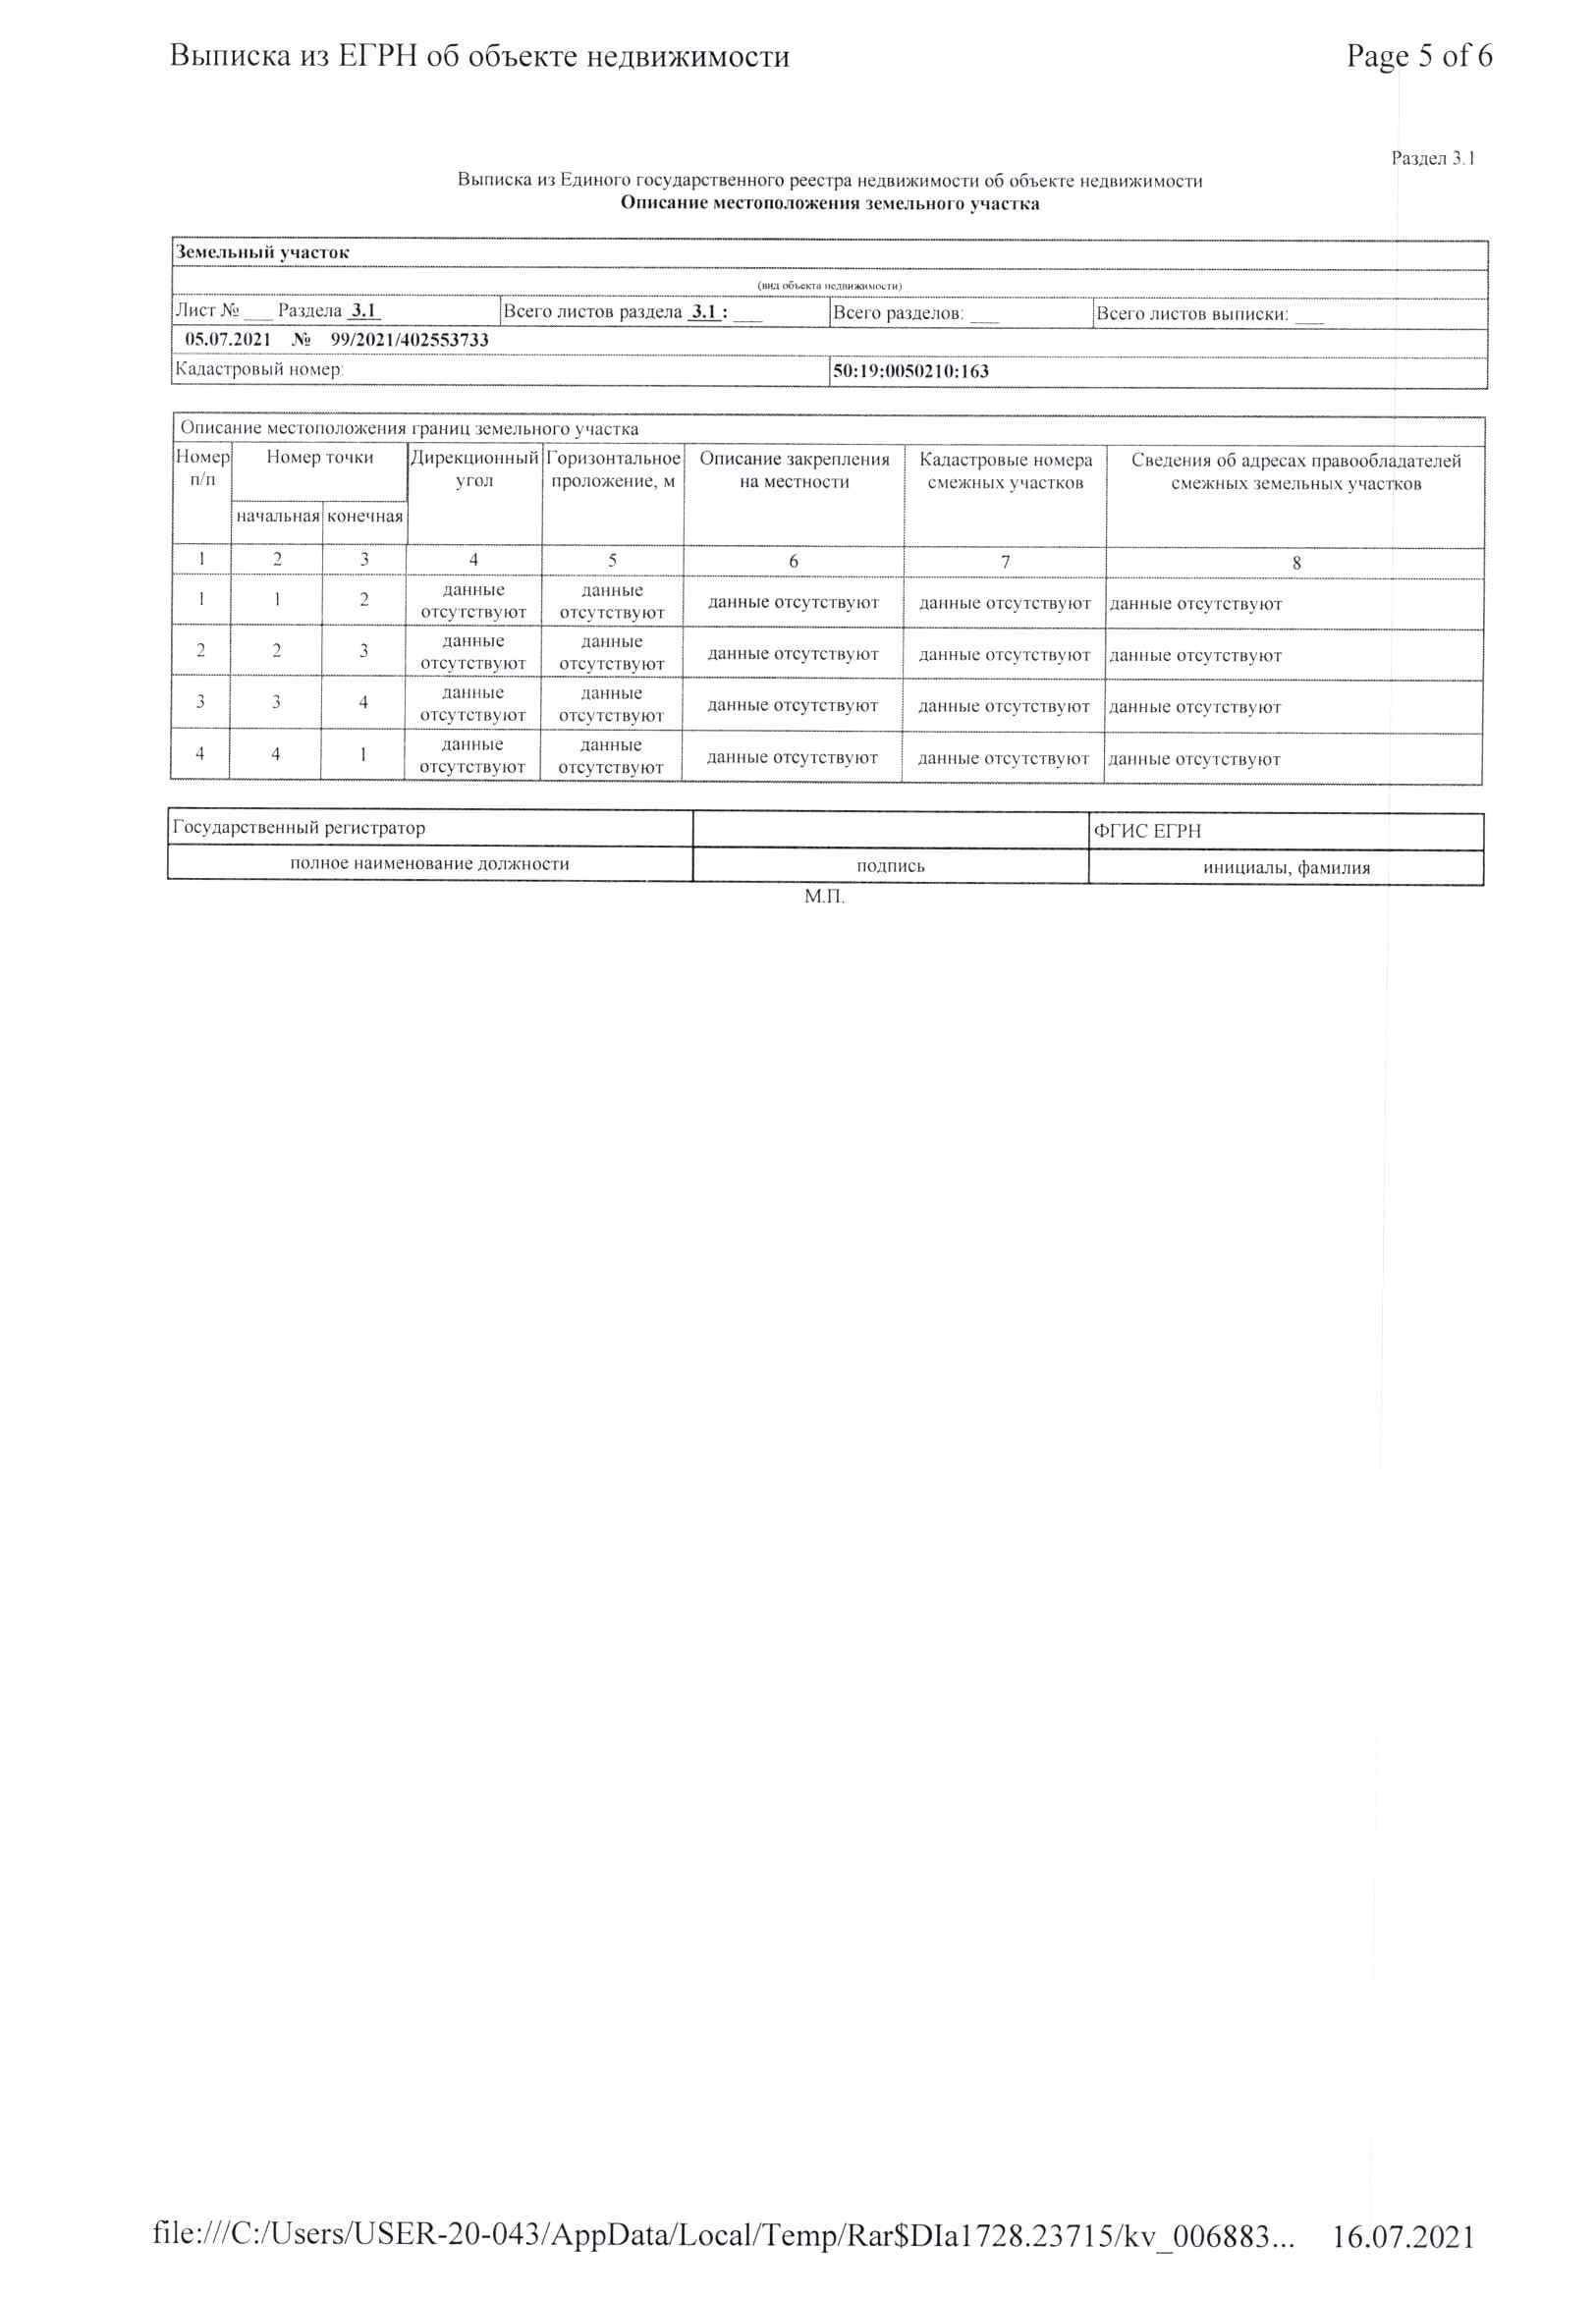 Выписка из ЕГРН об объекте недвижимости Page 5 of 6
Раздел 3.1
Выписка из Единого государственного реестра недвижимости об объекте недвижимости
Описание местоположения земельного участка
Земельный участок
(вид объекта недвижимости)
Лист № ___ Раздела 3.1 Всего листов раздела 3.1 : ___ Всего разделов: ___ Всего листов выписки: ___
05.07.2021 № 99/2021/402553733
Кадастровый номер: 50:19:0050210:163
Описание местоположения границ земельного участка
Номер п/п Номер точки Дирекционный угол Горизонтальное проложение, м Описание закрепления на местности Кадастровые номера смежных участков Сведения об адресах правообладателей смежных земельных участков
начальная конечная
1 2 3 4 5 6 7 8
1 1 2 данные отсутствуют данные отсутствуют данные отсутствуют данные отсутствуют данные отсутствуют
2 2 3 данные отсутствуют данные отсутствуют данные отсутствуют данные отсутствуют данные отсутствуют
3 3 4 данные отсутствуют данные отсутствуют данные отсутствуют данные отсутствуют данные отсутствуют
4 4 1 данные отсутствуют данные отсутствуют данные отсутствуют данные отсутствуют данные отсутствуют
Государственный регистратор ФГИС ЕГРН
полное наименование должности подпись инициалы, фамилия
М.П.
file:///C:/Users/USER-20-043/AppData/Local/Temp/Rar$DIa1728.23715/kv_006883... 16.07.2021